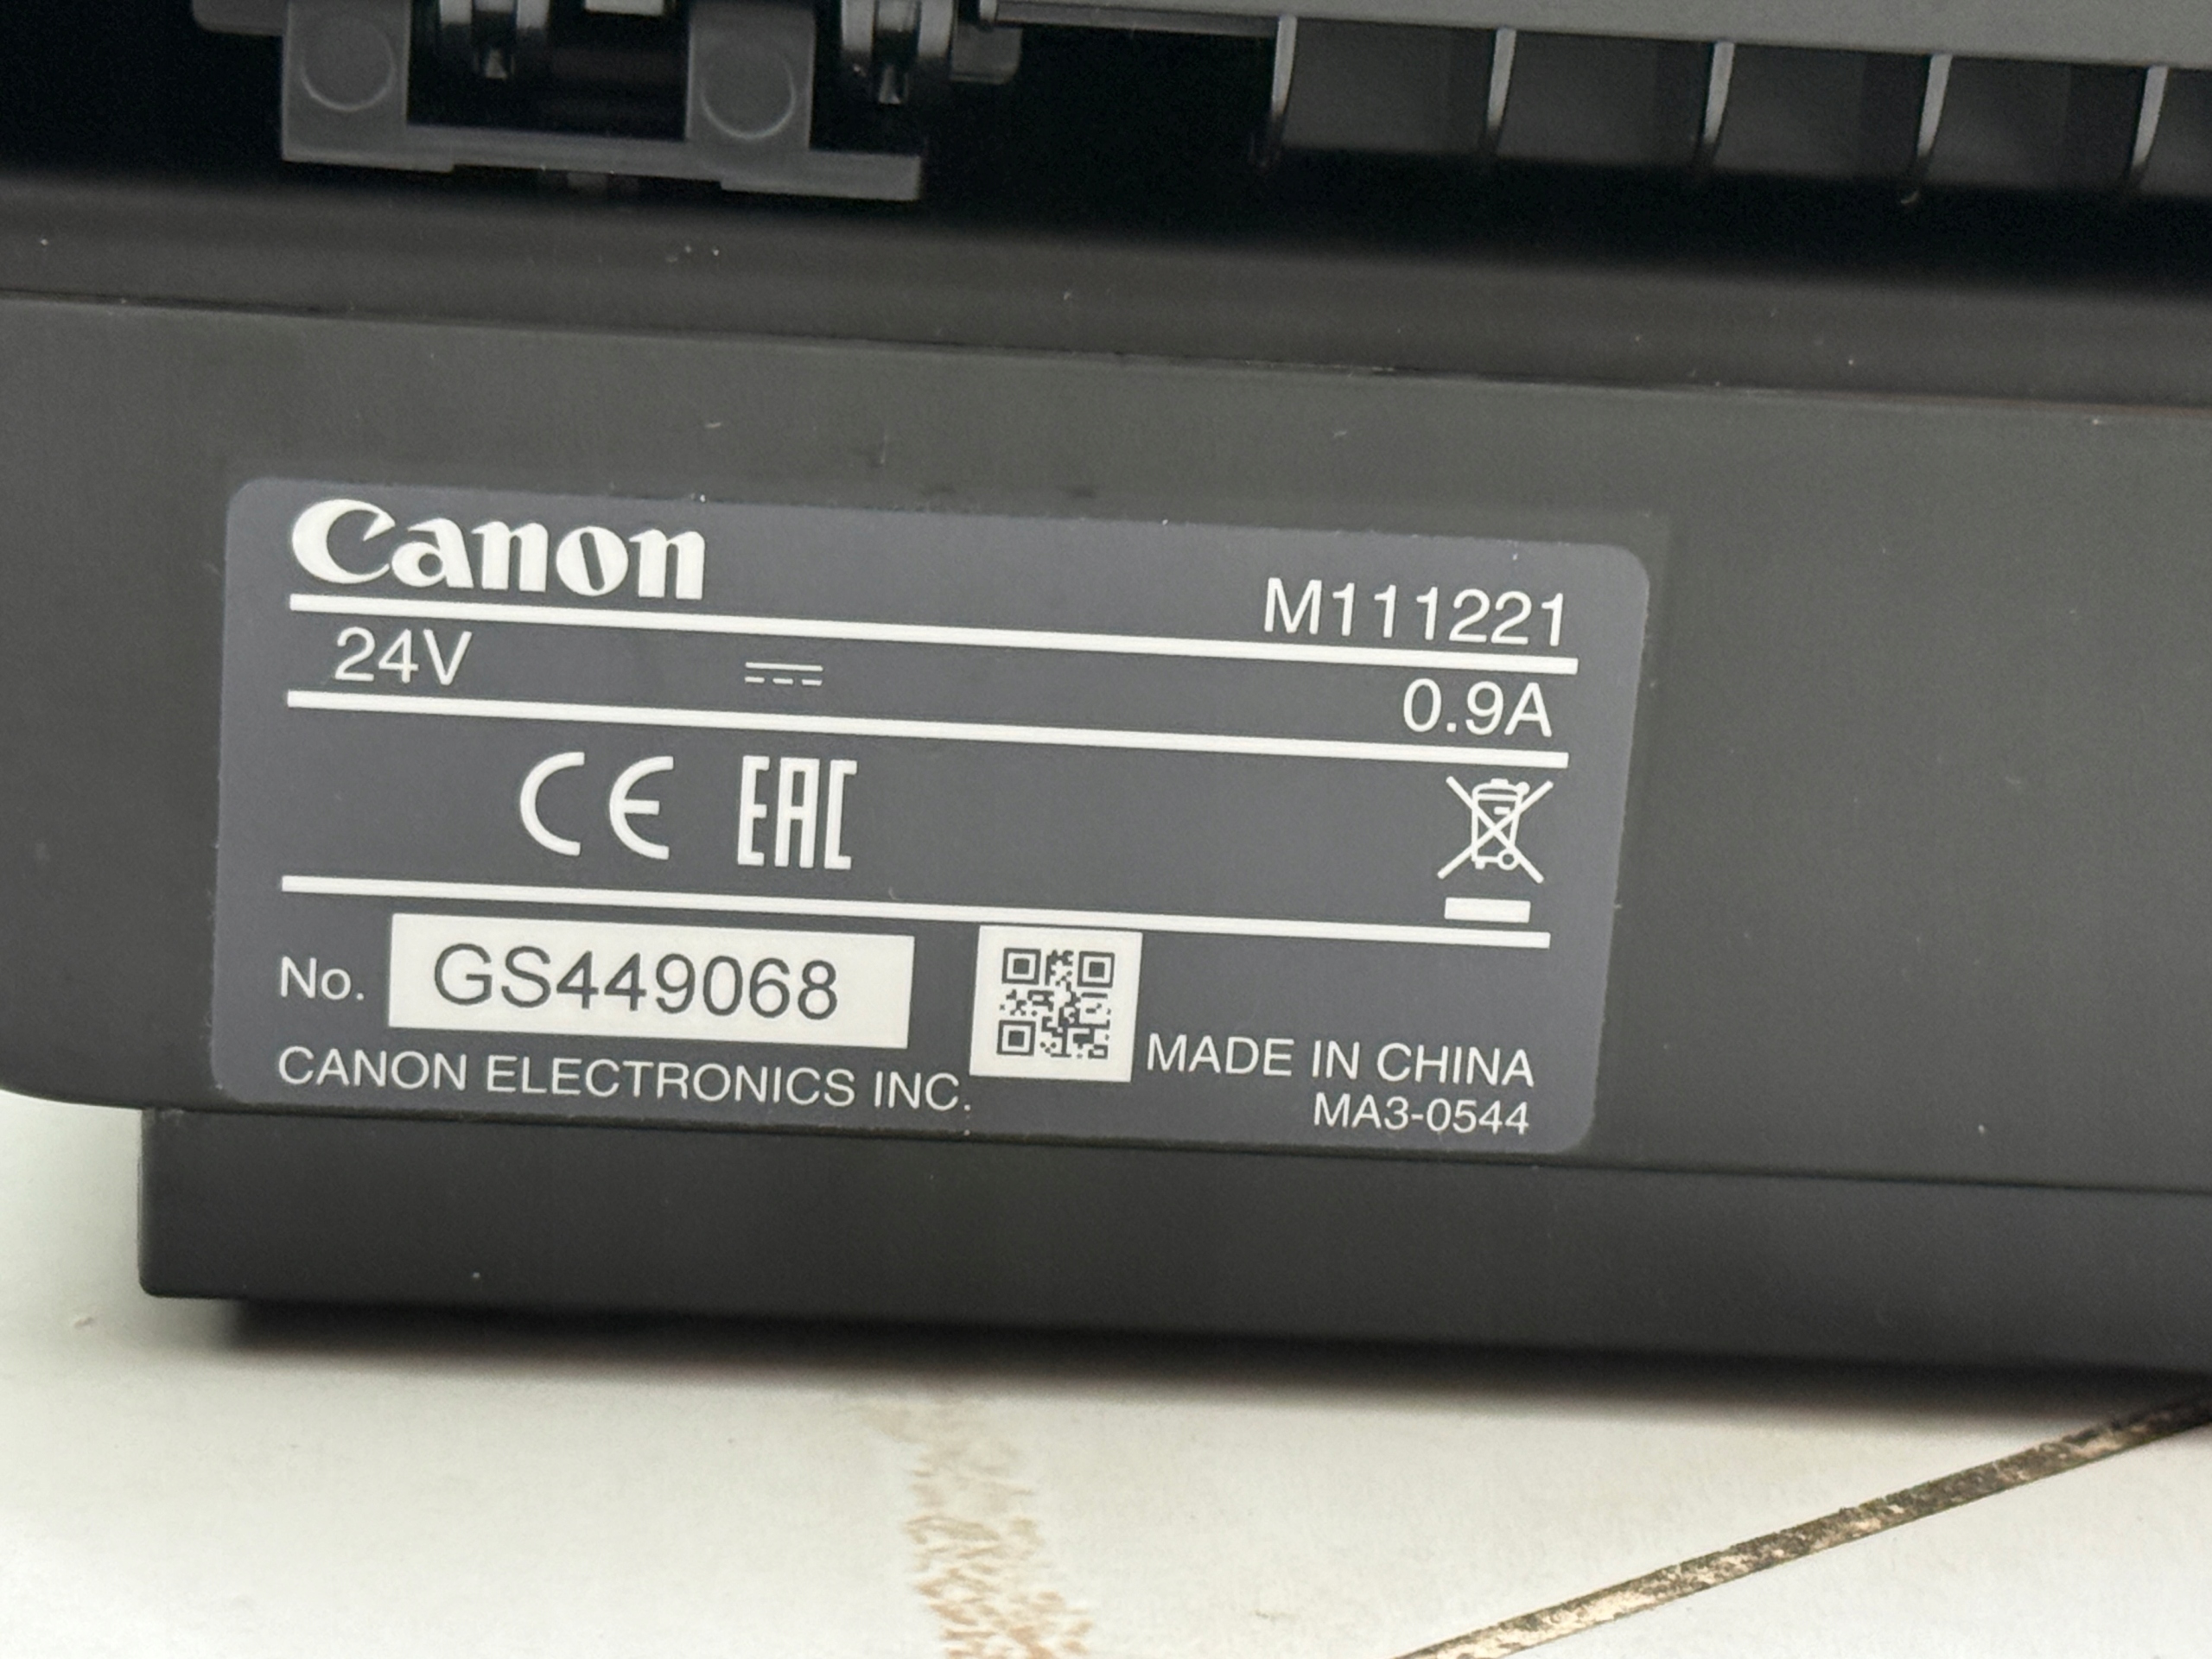 Canon
M111221
24V ⎓ 0.9A
CE EAC
No. GS449068
CANON ELECTRONICS INC.
MADE IN CHINA
MA3-0544